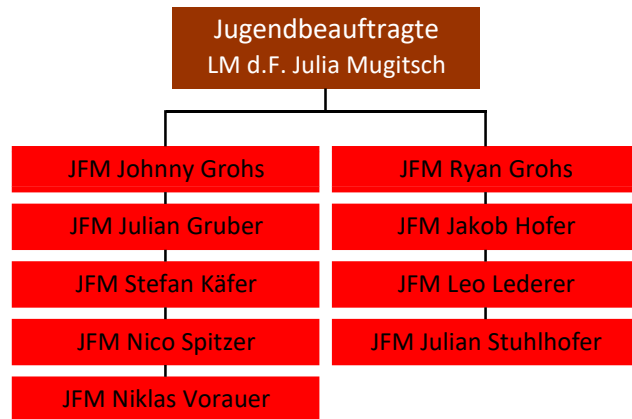 Jugendbeauftragte
LM d.F. Julia Mugitsch
JFM Johnny Grohs
JFM Ryan Grohs
JFM Julian Gruber
JFM Jakob Hofer
JFM Stefan Käfer
JFM Leo Lederer
JFM Nico Spitzer
JFM Julian Stuhlhofer
JFM Niklas Vorauer